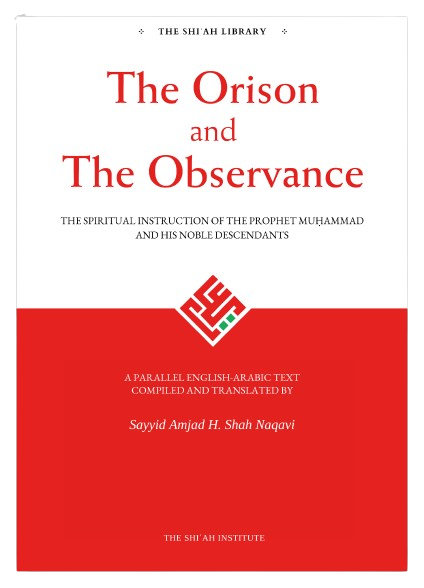 THE SHIʿAH LIBRARY
The Orison
and
The Observance
THE SPIRITUAL INSTRUCTION OF THE PROPHET MUḤAMMAD
AND HIS NOBLE DESCENDANTS
A PARALLEL ENGLISH-ARABIC TEXT
COMPILED AND TRANSLATED BY
Sayyid Amjad H. Shah Naqavi
THE SHIʿAH INSTITUTE